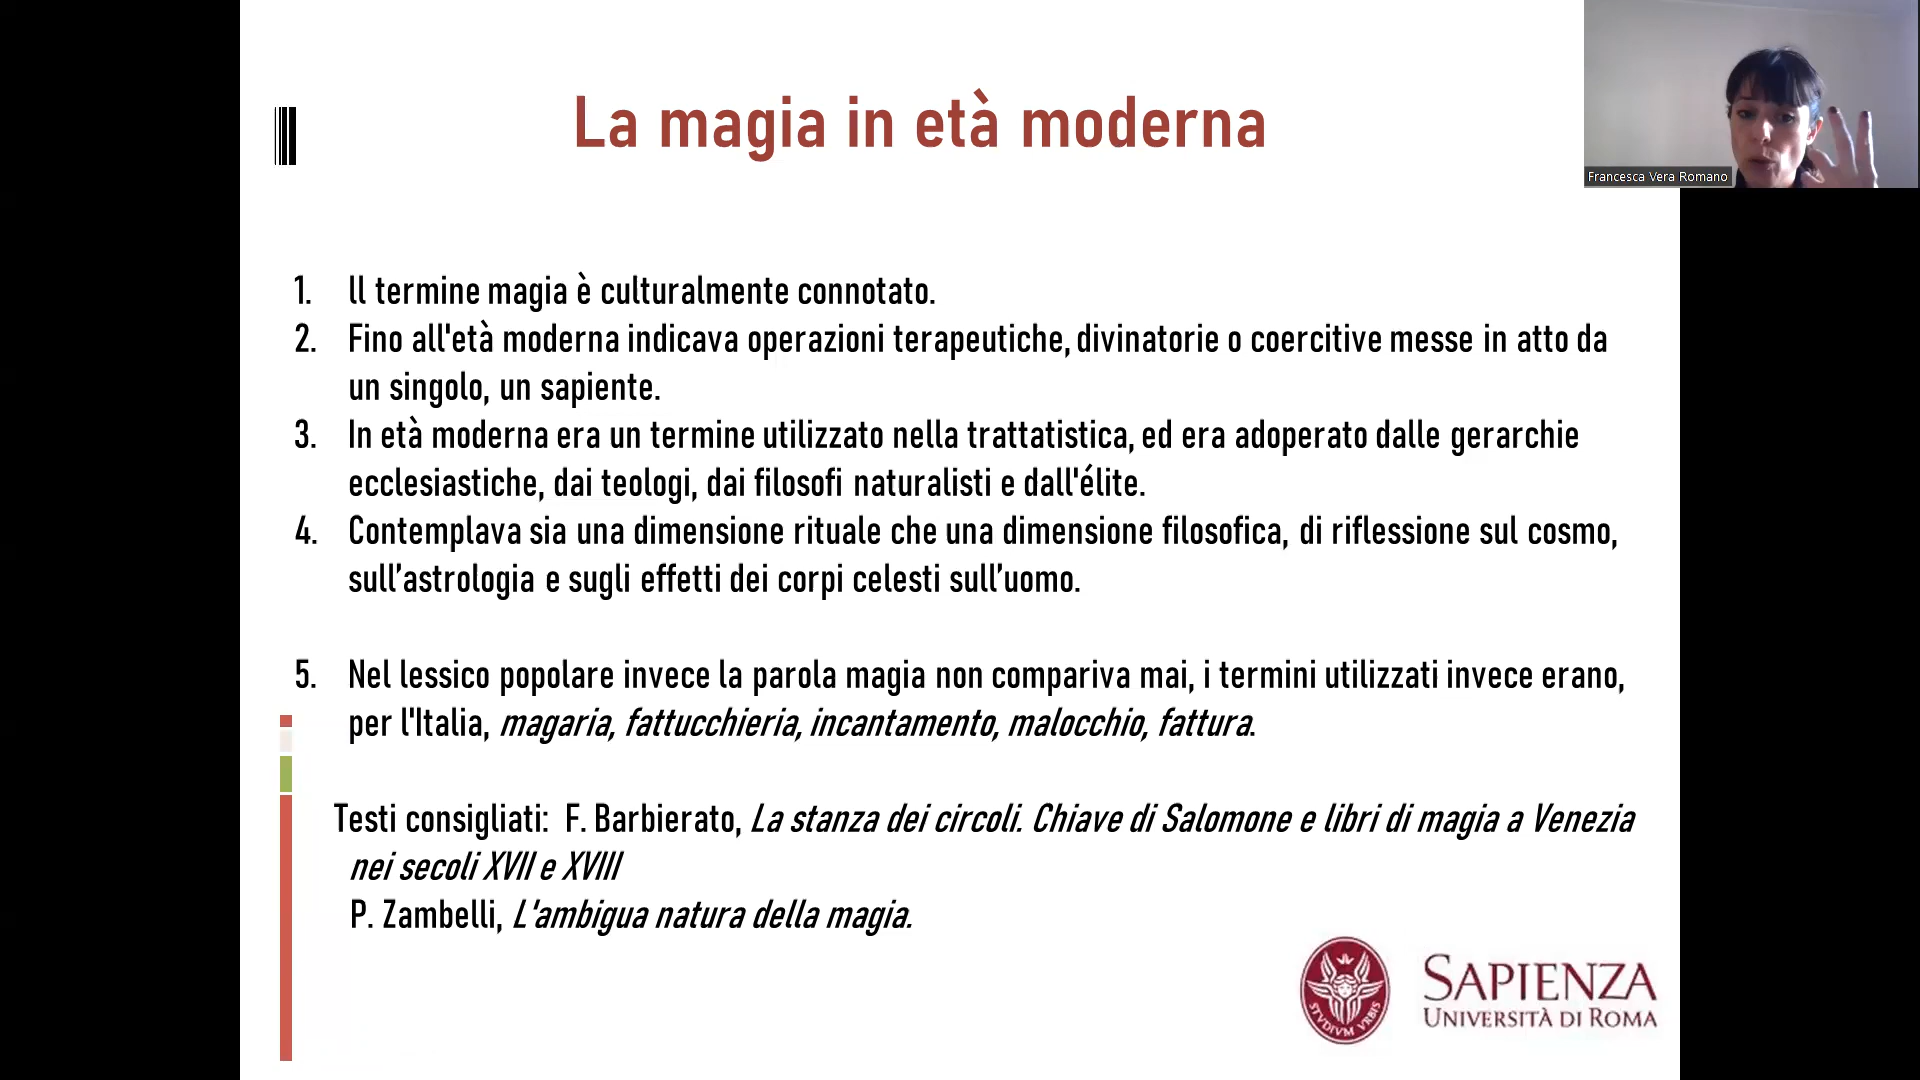 La magia in età moderna
Francesca Vera Romano
1. Il termine magia è culturalmente connotato.
2. Fino all'età moderna indicava operazioni terapeutiche, divinatorie o coercitive messe in atto da
un singolo, un sapiente.
3. In età moderna era un termine utilizzato nella trattatistica, ed era adoperato dalle gerarchie
ecclesiastiche, dai teologi, dai filosofi naturalisti e dall'élite.
4. Contemplava sia una dimensione rituale che una dimensione filosofica, di riflessione sul cosmo,
sull’astrologia e sugli effetti dei corpi celesti sull’uomo.
5. Nel lessico popolare invece la parola magia non compariva mai, i termini utilizzati invece erano,
per l'Italia, magaria, fattucchieria, incantamento, malocchio, fattura.
Testi consigliati: F. Barbierato, La stanza dei circoli. Chiave di Salomone e libri di magia a Venezia
nei secoli XVII e XVIII
P. Zambelli, L'ambigua natura della magia.
STVDIVM VRBIS
SAPIENZA
UNIVERSITÀ DI ROMA